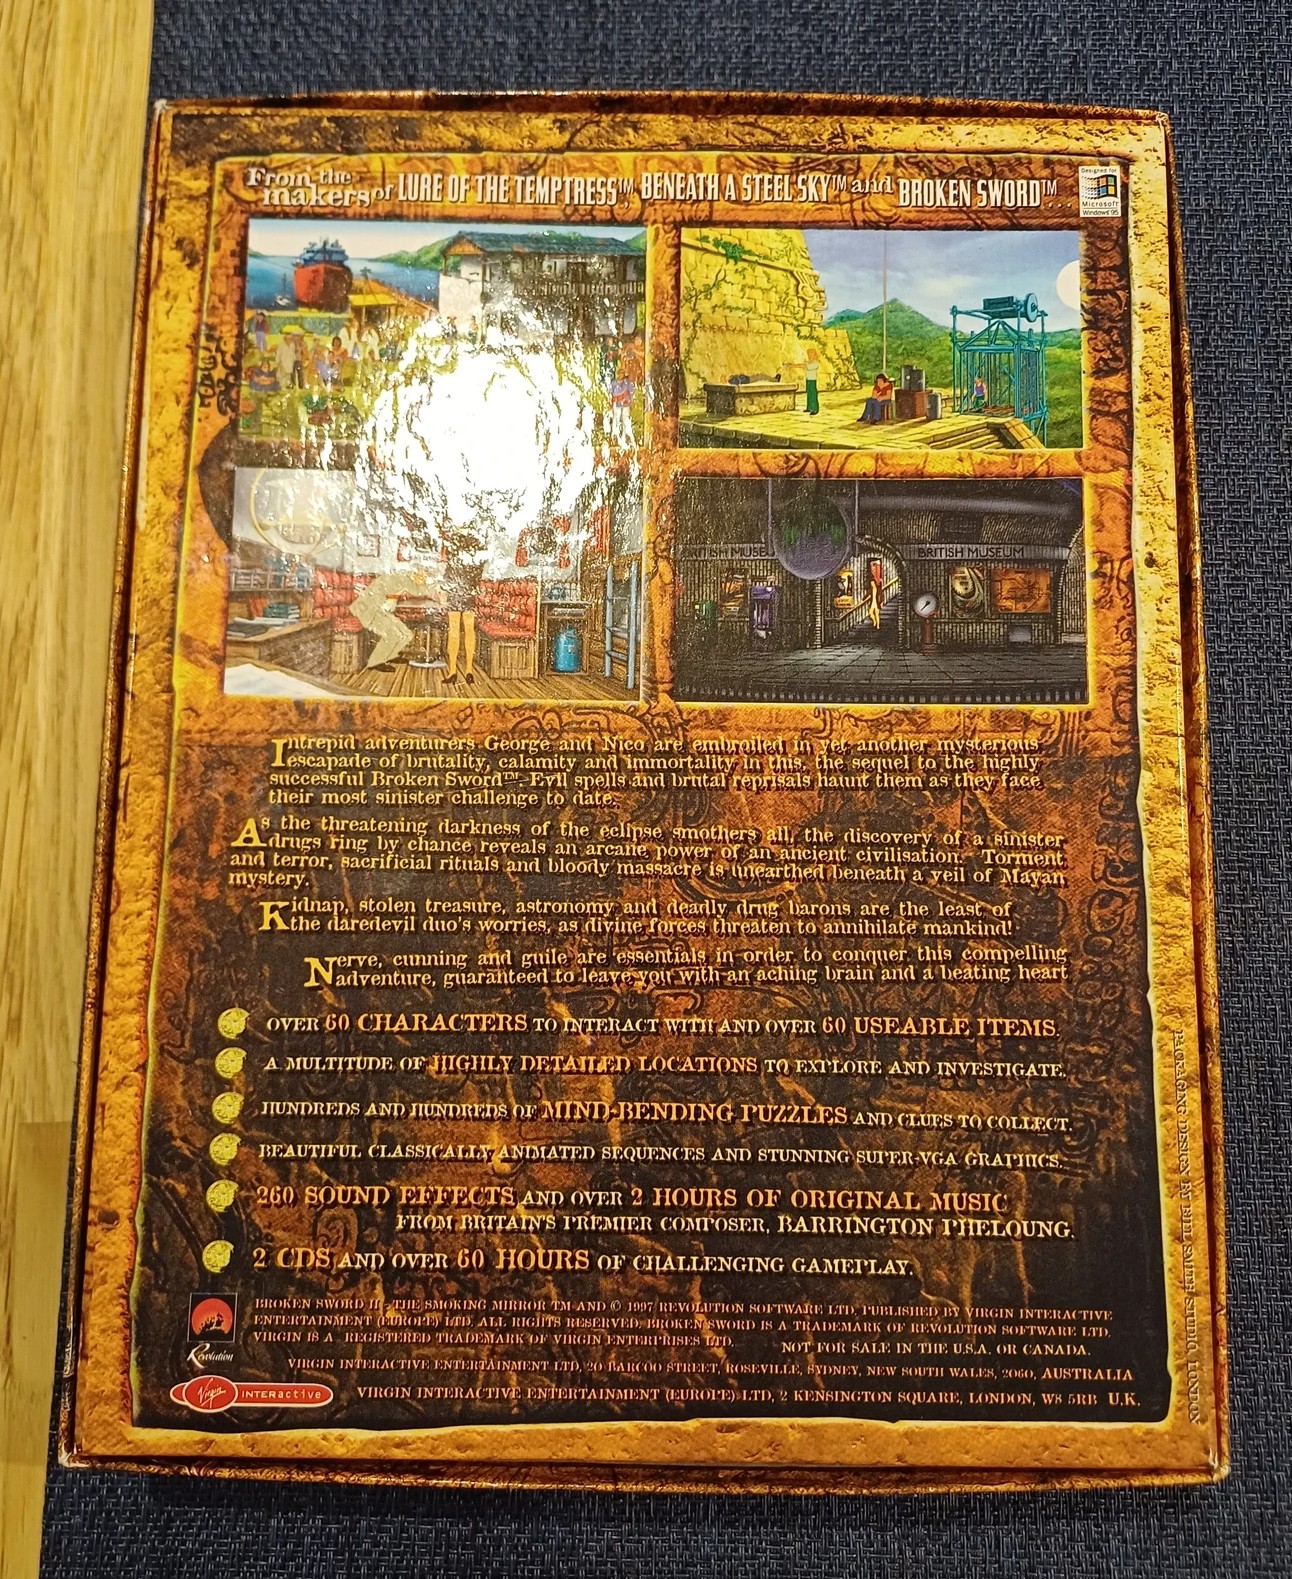 From the makers of LURE OF THE TEMPTRESS™, BENEATH A STEEL SKY™ and BROKEN SWORD™...
Designed for
Microsoft
Windows 95
BRITISH MUSEUM
Intrepid adventurers George and Nico are embroiled in yet another mysterious
escapade of brutality, calamity and immortality in this, the sequel to the highly
successful Broken Sword™. Evil spells and brutal reprisals haunt them as they face
their most sinister challenge to date.
As the threatening darkness of the eclipse smothers all, the discovery of a sinister
drugs ring by chance reveals an arcane power of an ancient civilisation. Torment
and terror, sacrificial rituals and bloody massacre is unearthed beneath a veil of Mayan
mystery.
Kidnap, stolen treasure, astronomy and deadly drug barons are the least of
the daredevil duo's worries, as divine forces threaten to annihilate mankind!
Nerve, cunning and guile are essentials in order to conquer this compelling
adventure, guaranteed to leave you with an aching brain and a beating heart
OVER 60 CHARACTERS TO INTERACT WITH AND OVER 60 USEABLE ITEMS.
A MULTITUDE OF HIGHLY DETAILED LOCATIONS TO EXPLORE AND INVESTIGATE.
HUNDREDS AND HUNDREDS OF MIND-BENDING PUZZLES AND CLUES TO COLLECT.
BEAUTIFUL CLASSICALLY ANIMATED SEQUENCES AND STUNNING SUPER-VGA GRAPHICS.
260 SOUND EFFECTS AND OVER 2 HOURS OF ORIGINAL MUSIC
FROM BRITAIN'S PREMIER COMPOSER, BARRINGTON PHELOUNG.
2 CDS AND OVER 60 HOURS OF CHALLENGING GAMEPLAY.
BROKEN SWORD II - THE SMOKING MIRROR TM AND © 1997 REVOLUTION SOFTWARE LTD, PUBLISHED BY VIRGIN INTERACTIVE
ENTERTAINMENT (EUROPE) LTD. ALL RIGHTS RESERVED. BROKEN SWORD IS A TRADEMARK OF REVOLUTION SOFTWARE LTD.
VIRGIN IS A REGISTERED TRADEMARK OF VIRGIN ENTERPRISES LTD. NOT FOR SALE IN THE U.S.A. OR CANADA.
Revolution
VIRGIN INTERACTIVE ENTERTAINMENT LTD, 20 BARCOO STREET, ROSEVILLE, SYDNEY, NEW SOUTH WALES, 2060, AUSTRALIA
Virgin INTERactive
VIRGIN INTERACTIVE ENTERTAINMENT (EUROPE) LTD, 2 KENSINGTON SQUARE, LONDON, W8 5RB U.K.
PACKAGING DESIGN BY BILL SMITH STUDIO, LONDON